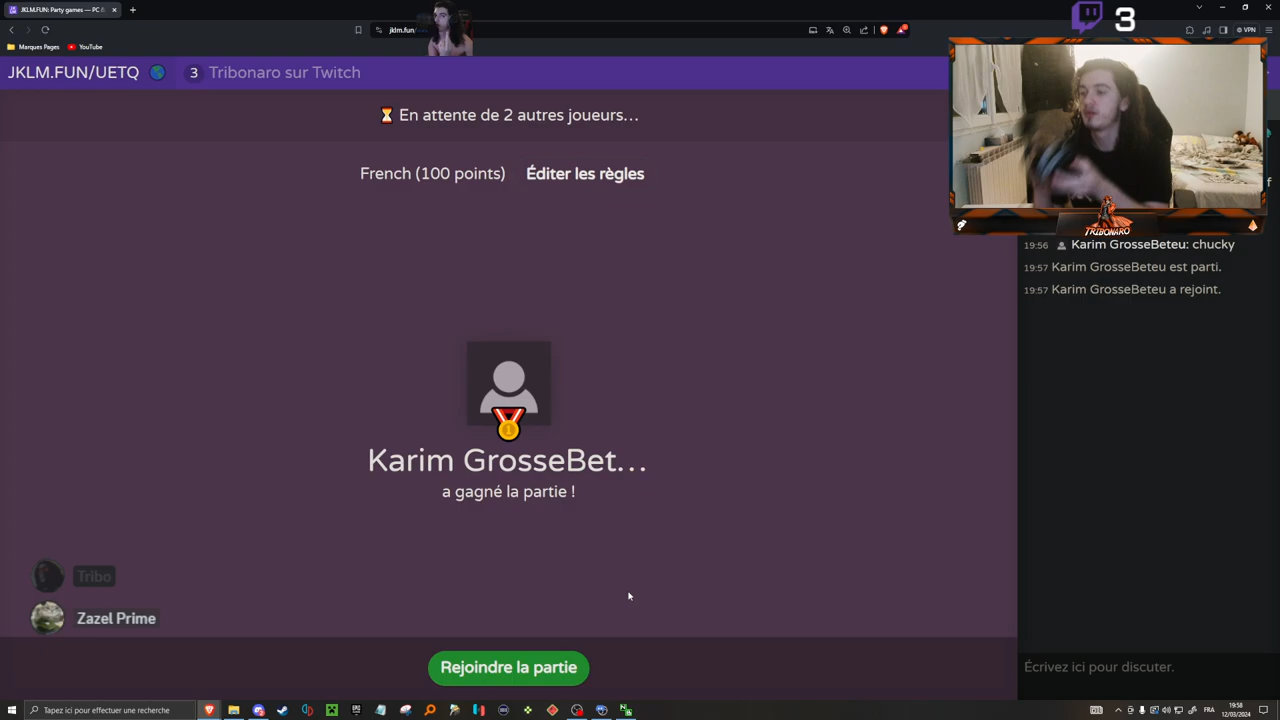 JKLM.FUN: Party games — PC &
jklm.fun/
VPN
Marques Pages
YouTube
3
JKLM.FUN/UETQ
3 Tribonaro sur Twitch
⏳ En attente de 2 autres joueurs…
French (100 points) Éditer les règles
TRIBONARO
19:56 Karim GrosseBeteu: chucky
19:57 Karim GrosseBeteu est parti.
19:57 Karim GrosseBeteu a rejoint.
1
Karim GrosseBet…
a gagné la partie !
Tribo
Zazel Prime
Rejoindre la partie
Écrivez ici pour discuter.
Tapez ici pour effectuer une recherche
FRA
19:58
12/03/2024